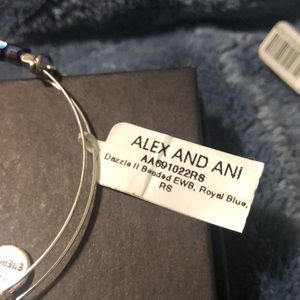 ALEX AND ANI
AA691022RS
Dazzle II Beaded EWB, Royal Blue,
RS